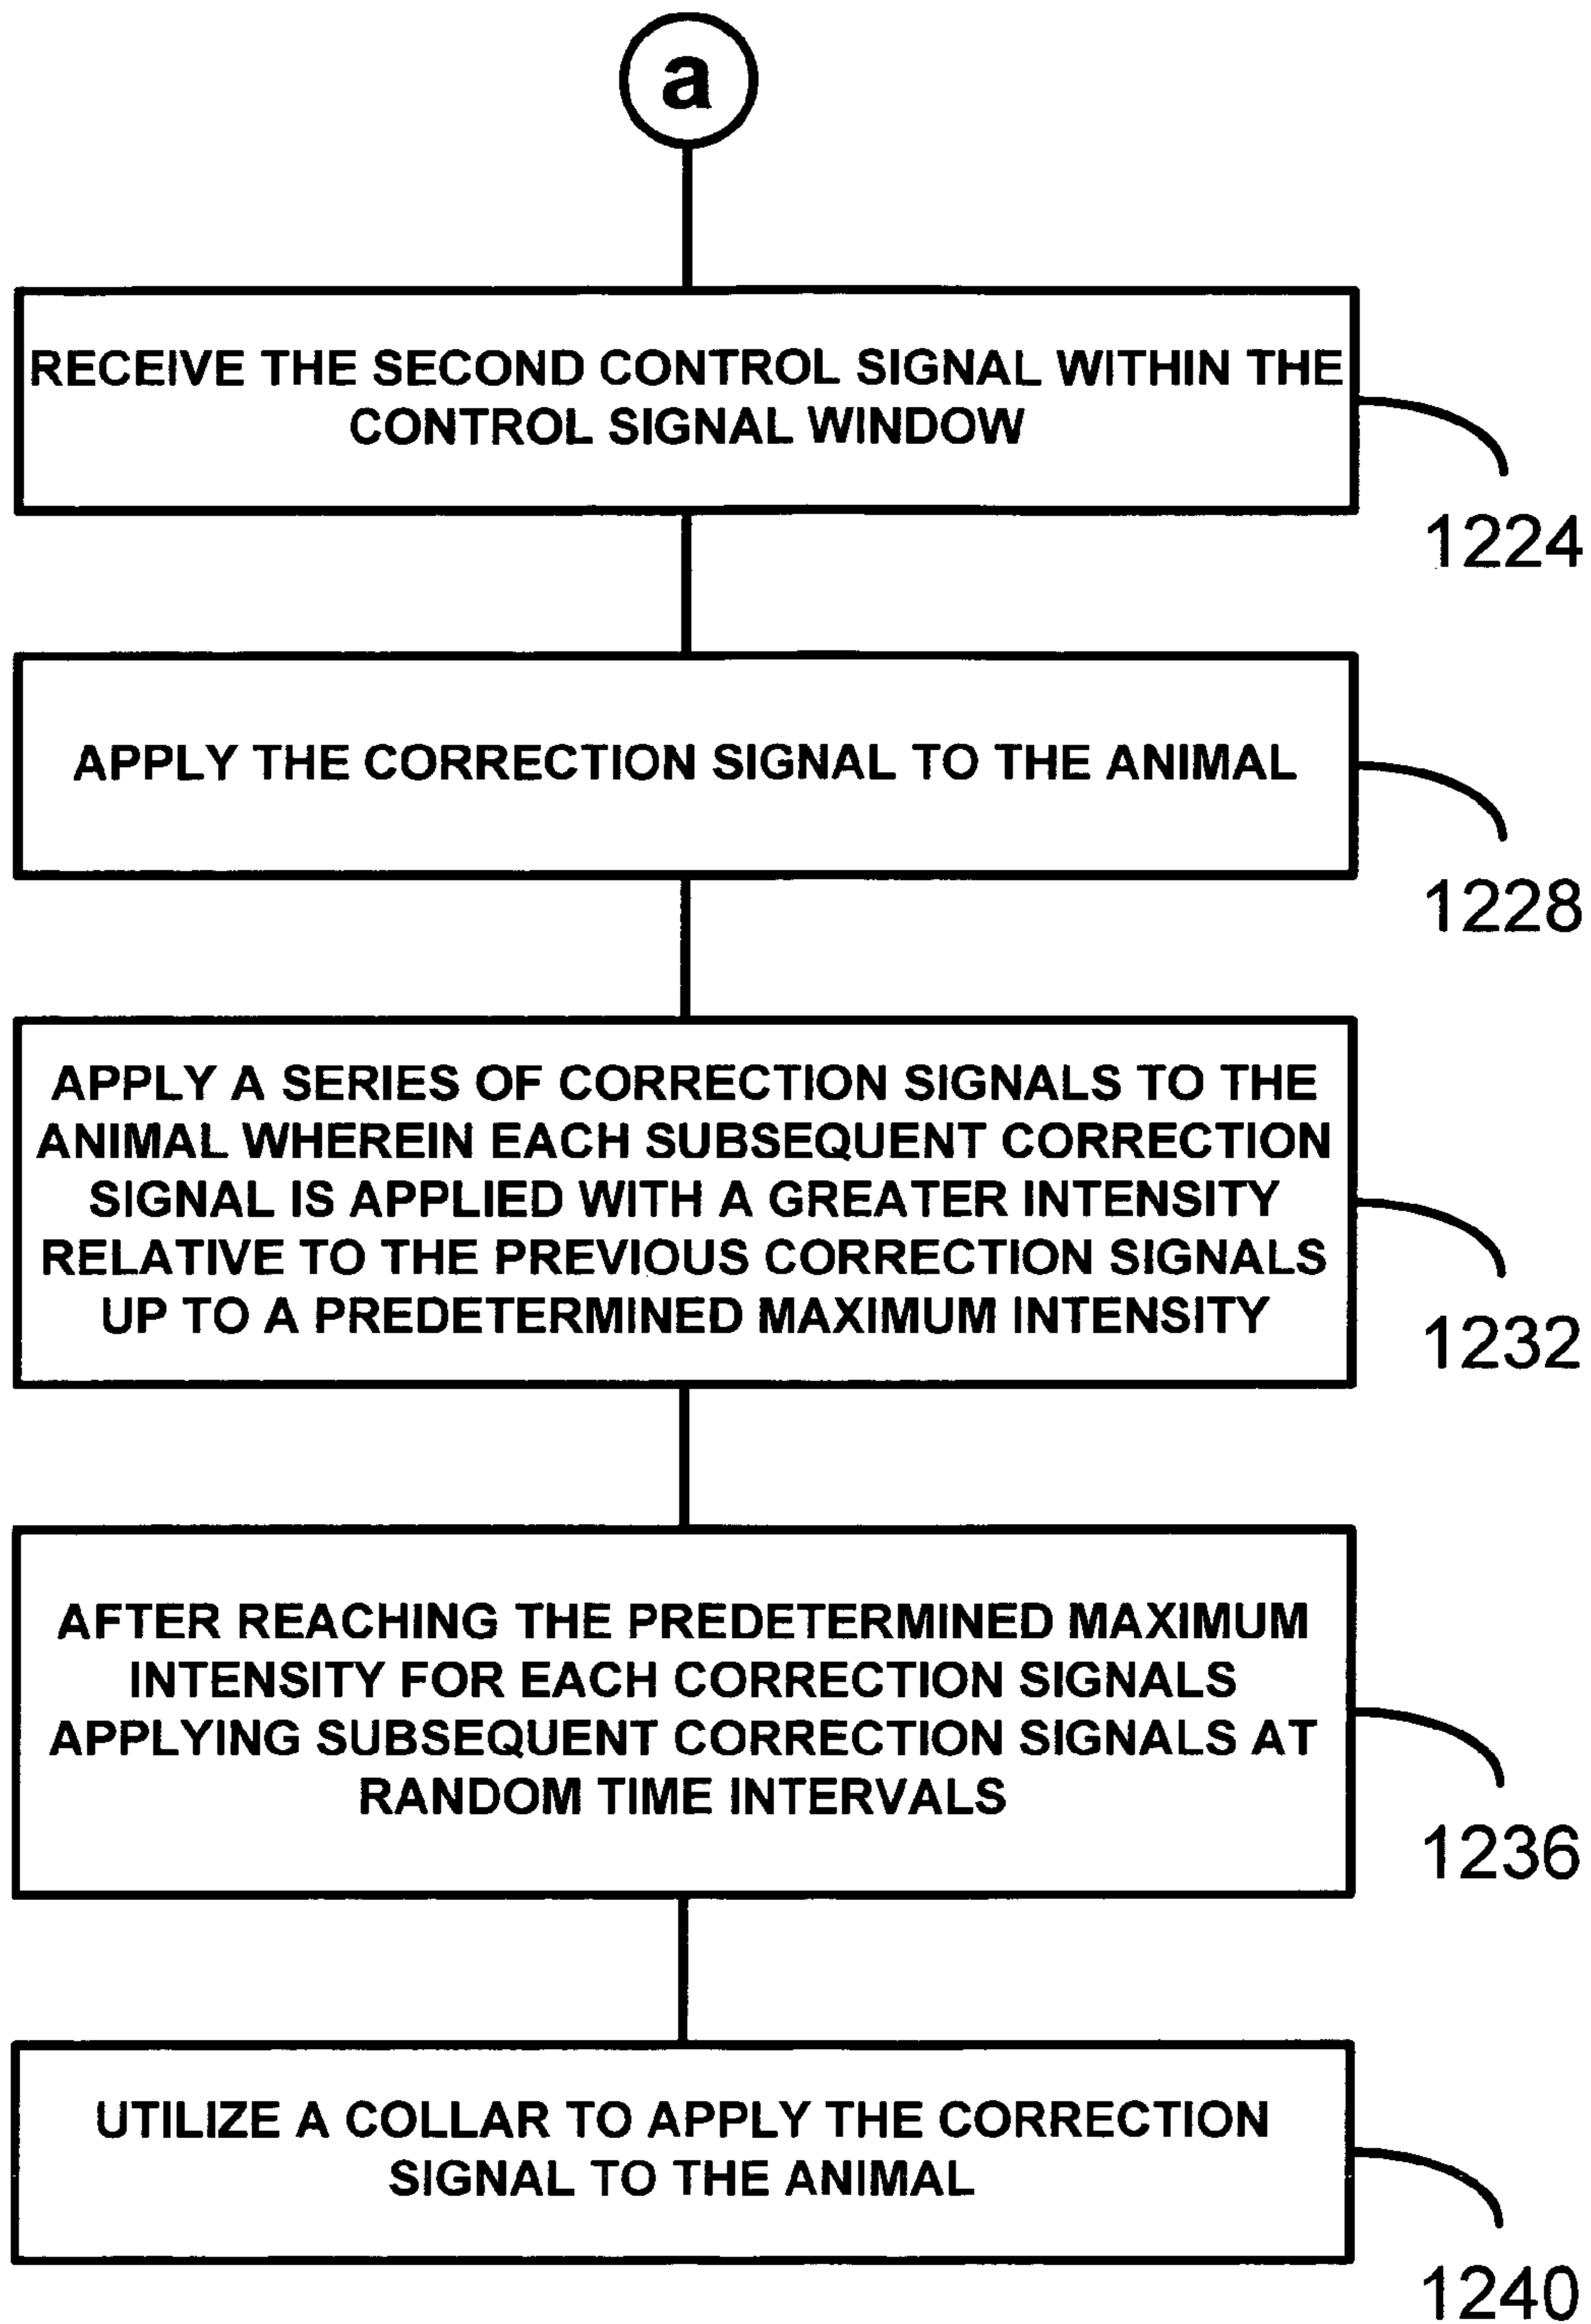 a
RECEIVE THE SECOND CONTROL SIGNAL WITHIN THE
CONTROL SIGNAL WINDOW
1224
APPLY THE CORRECTION SIGNAL TO THE ANIMAL
1228
APPLY A SERIES OF CORRECTION SIGNALS TO THE
ANIMAL WHEREIN EACH SUBSEQUENT CORRECTION
SIGNAL IS APPLIED WITH A GREATER INTENSITY
RELATIVE TO THE PREVIOUS CORRECTION SIGNALS
UP TO A PREDETERMINED MAXIMUM INTENSITY
1232
AFTER REACHING THE PREDETERMINED MAXIMUM
INTENSITY FOR EACH CORRECTION SIGNALS
APPLYING SUBSEQUENT CORRECTION SIGNALS AT
RANDOM TIME INTERVALS
1236
UTILIZE A COLLAR TO APPLY THE CORRECTION
SIGNAL TO THE ANIMAL
1240